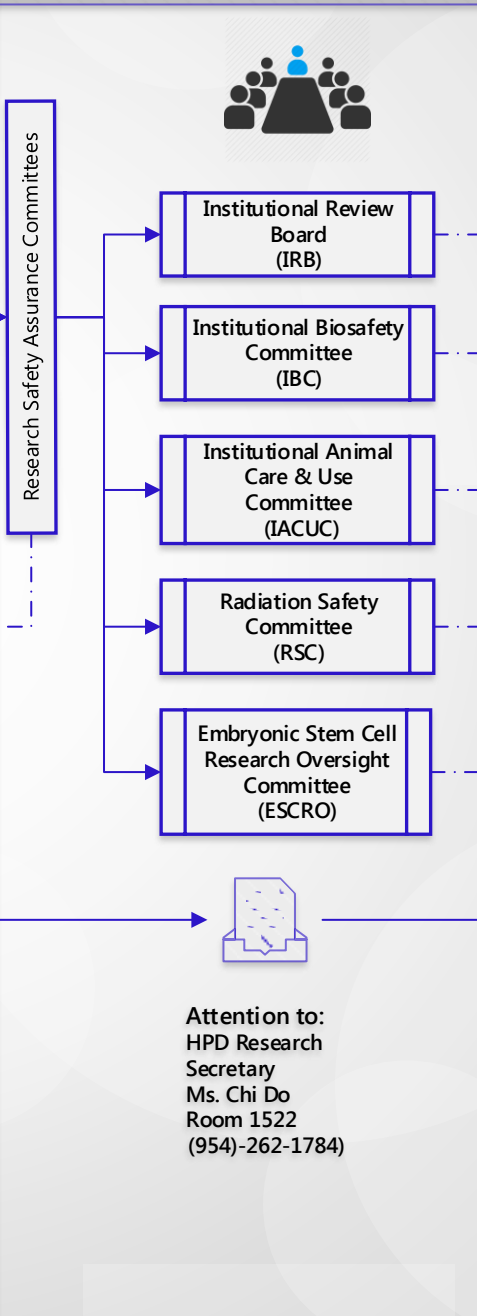 Research Safety Assurance Committees
Institutional Review
Board
(IRB)
Institutional Biosafety
Committee
(IBC)
Institutional Animal
Care & Use
Committee
(IACUC)
Radiation Safety
Committee
(RSC)
Embryonic Stem Cell
Research Oversight
Committee
(ESCRO)
Attention to:
HPD Research
Secretary
Ms. Chi Do
Room 1522
(954)-262-1784)